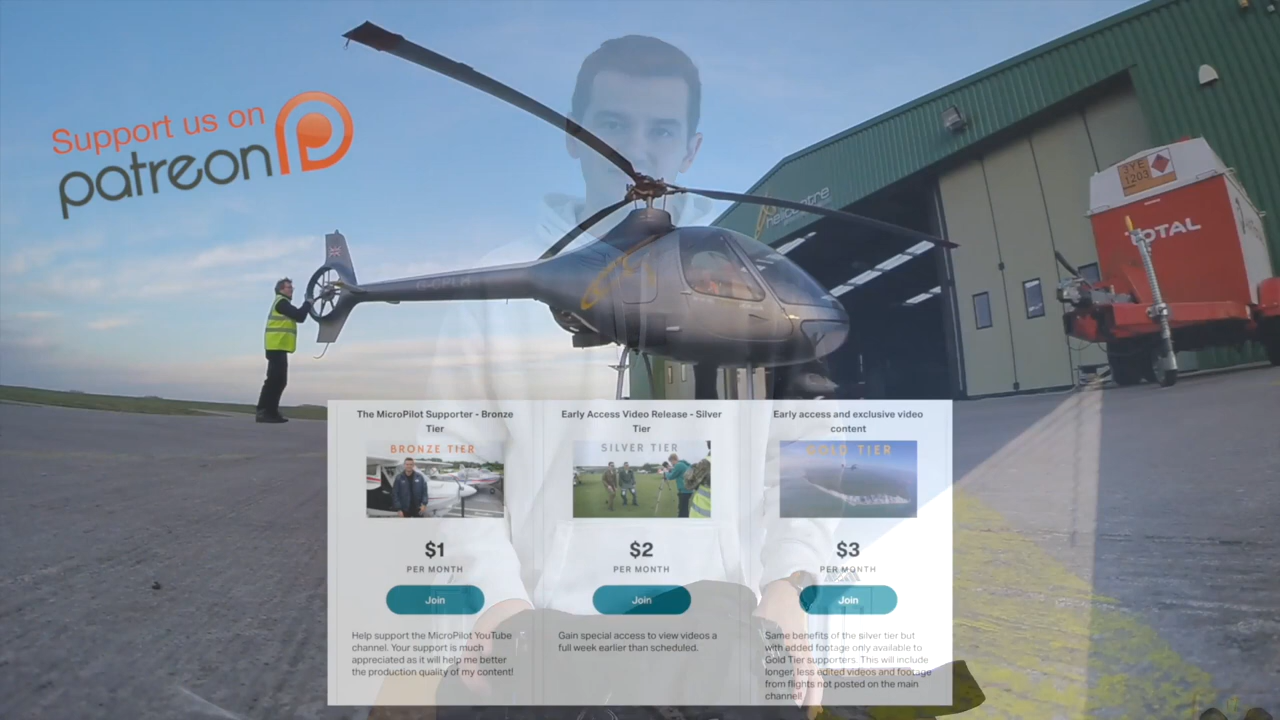 Support us on
patreon
helicentre
3YE
1203
TOTAL
The MicroPilot Supporter - Bronze
Tier
BRONZE TIER
$1
PER MONTH
Join
Help support the MicroPilot YouTube
channel. Your support is much
appreciated as it will help me better
the production quality of my content!
Early Access Video Release - Silver
Tier
SILVER TIER
$2
PER MONTH
Join
Gain special access to view videos a
full week earlier than scheduled.
Early access and exclusive video
content
GOLD TIER
$3
PER MONTH
Join
Same benefits of the silver tier but
with added footage only available to
Gold Tier supporters. This will include
longer, less edited videos and footage
from flights not posted on the main
channel!